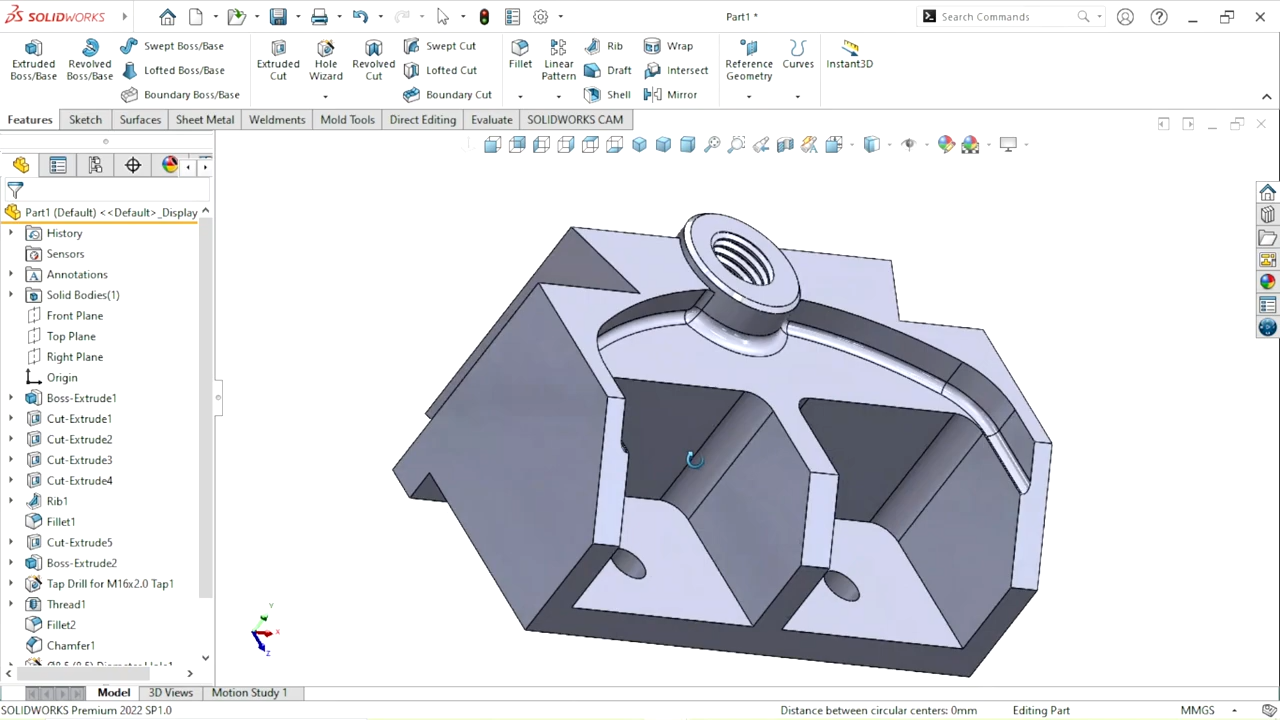 SOLIDWORKS
Part1 *
Search Commands
Extruded Boss/Base
Revolved Boss/Base
Swept Boss/Base
Lofted Boss/Base
Boundary Boss/Base
Extruded Cut
Hole Wizard
Revolved Cut
Swept Cut
Lofted Cut
Boundary Cut
Fillet
Linear Pattern
Rib
Draft
Shell
Wrap
Intersect
Mirror
Reference Geometry
Curves
Instant3D
Features
Sketch
Surfaces
Sheet Metal
Weldments
Mold Tools
Direct Editing
Evaluate
SOLIDWORKS CAM
Part1 (Default) <<Default>_Display
History
Sensors
Annotations
Solid Bodies(1)
Front Plane
Top Plane
Right Plane
Origin
Boss-Extrude1
Cut-Extrude1
Cut-Extrude2
Cut-Extrude3
Cut-Extrude4
Rib1
Fillet1
Cut-Extrude5
Boss-Extrude2
Tap Drill for M16x2.0 Tap1
Thread1
Fillet2
Chamfer1
Y
X
Z
Model
3D Views
Motion Study 1
SOLIDWORKS Premium 2022 SP1.0
Distance between circular centers: 0mm
Editing Part
MMGS